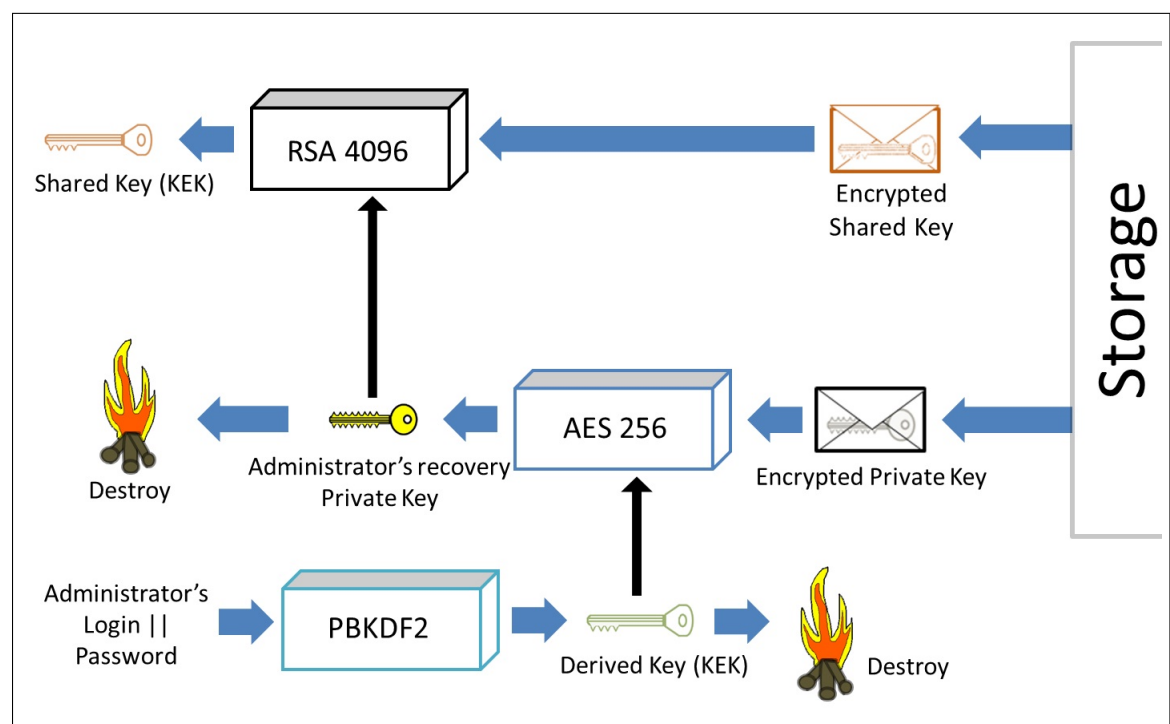 RSA 4096
Shared Key (KEK)
Encrypted
Shared Key
Storage
AES 256
Administrator’s recovery
Private Key
Encrypted Private Key
Destroy
Administrator’s
Login ||
Password
PBKDF2
Derived Key (KEK)
Destroy